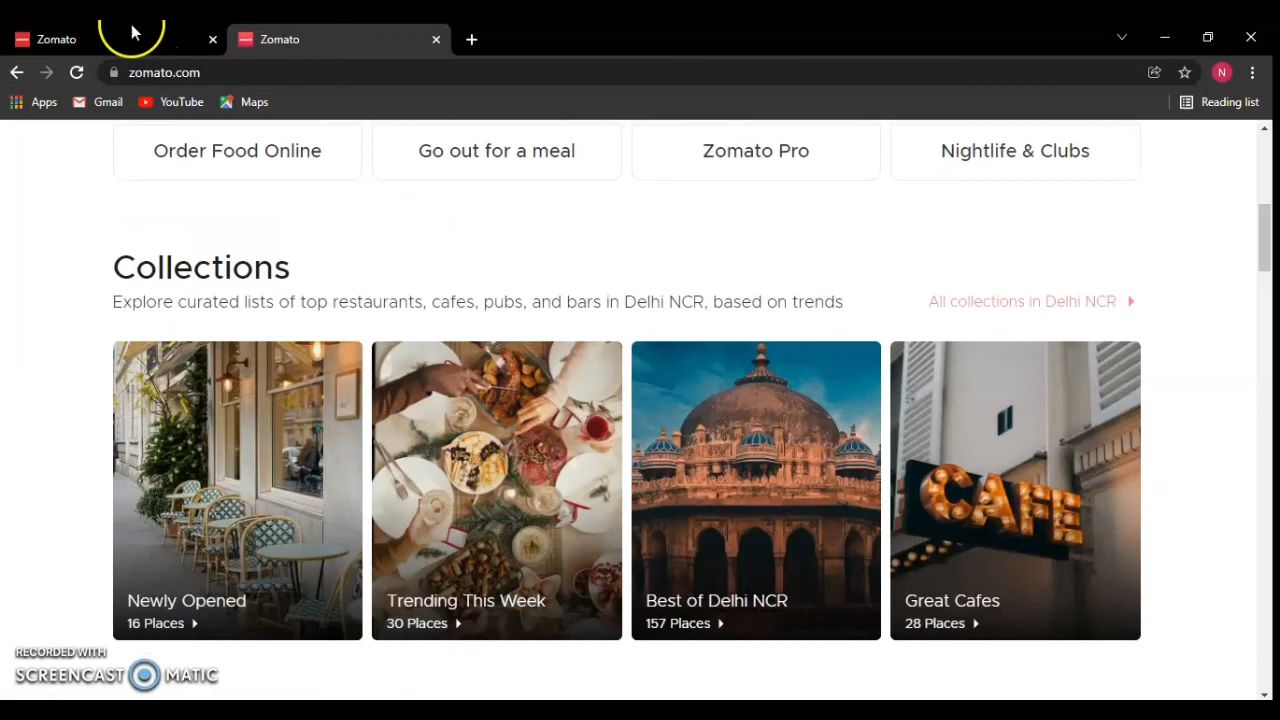 Zomato
Zomato
zomato.com
N
Apps
Gmail
YouTube
Maps
Reading list
Order Food Online
Go out for a meal
Zomato Pro
Nightlife & Clubs
Collections
Explore curated lists of top restaurants, cafes, pubs, and bars in Delhi NCR, based on trends
All collections in Delhi NCR
CAFE
Newly Opened
16 Places
Trending This Week
30 Places
Best of Delhi NCR
157 Places
Great Cafes
28 Places
RECORDED WITH
SCREENCAST MATIC